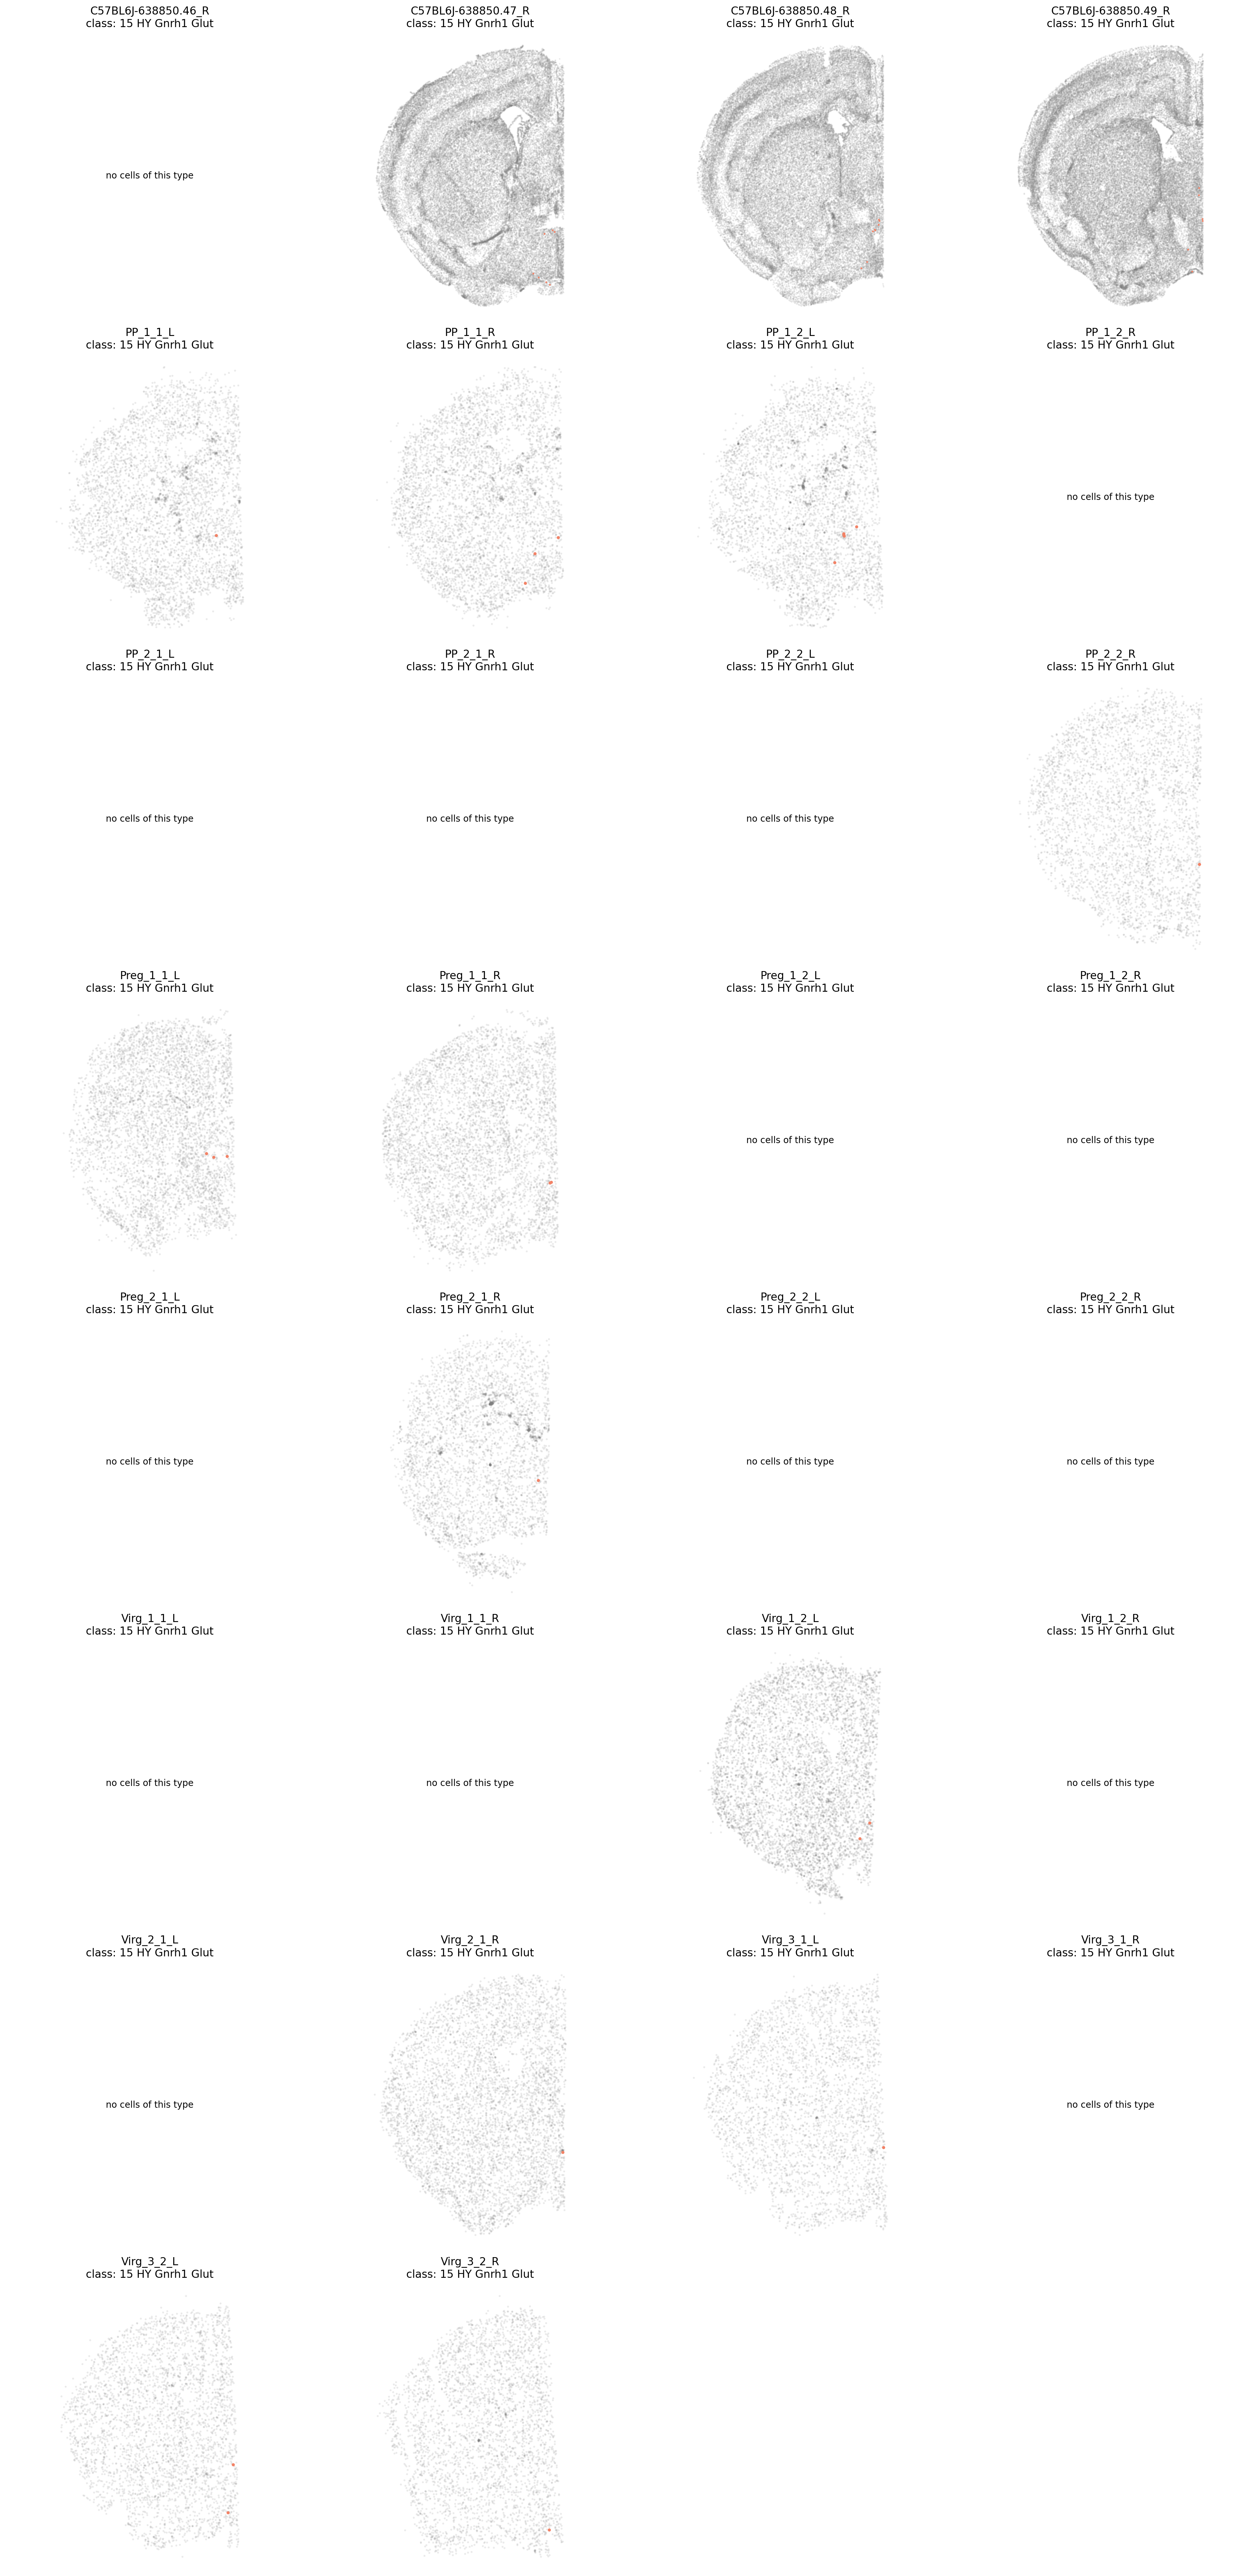 C57BL6J-638850.46_R
class: 15 HY Gnrh1 Glut
no cells of this type
C57BL6J-638850.47_R
class: 15 HY Gnrh1 Glut
C57BL6J-638850.48_R
class: 15 HY Gnrh1 Glut
C57BL6J-638850.49_R
class: 15 HY Gnrh1 Glut
PP_1_1_L
class: 15 HY Gnrh1 Glut
PP_1_1_R
class: 15 HY Gnrh1 Glut
PP_1_2_L
class: 15 HY Gnrh1 Glut
PP_1_2_R
class: 15 HY Gnrh1 Glut
no cells of this type
PP_2_1_L
class: 15 HY Gnrh1 Glut
no cells of this type
PP_2_1_R
class: 15 HY Gnrh1 Glut
no cells of this type
PP_2_2_L
class: 15 HY Gnrh1 Glut
no cells of this type
PP_2_2_R
class: 15 HY Gnrh1 Glut
Preg_1_1_L
class: 15 HY Gnrh1 Glut
Preg_1_1_R
class: 15 HY Gnrh1 Glut
Preg_1_2_L
class: 15 HY Gnrh1 Glut
no cells of this type
Preg_1_2_R
class: 15 HY Gnrh1 Glut
no cells of this type
Preg_2_1_L
class: 15 HY Gnrh1 Glut
no cells of this type
Preg_2_1_R
class: 15 HY Gnrh1 Glut
Preg_2_2_L
class: 15 HY Gnrh1 Glut
no cells of this type
Preg_2_2_R
class: 15 HY Gnrh1 Glut
no cells of this type
Virg_1_1_L
class: 15 HY Gnrh1 Glut
no cells of this type
Virg_1_1_R
class: 15 HY Gnrh1 Glut
no cells of this type
Virg_1_2_L
class: 15 HY Gnrh1 Glut
Virg_1_2_R
class: 15 HY Gnrh1 Glut
no cells of this type
Virg_2_1_L
class: 15 HY Gnrh1 Glut
no cells of this type
Virg_2_1_R
class: 15 HY Gnrh1 Glut
Virg_3_1_L
class: 15 HY Gnrh1 Glut
Virg_3_1_R
class: 15 HY Gnrh1 Glut
no cells of this type
Virg_3_2_L
class: 15 HY Gnrh1 Glut
Virg_3_2_R
class: 15 HY Gnrh1 Glut